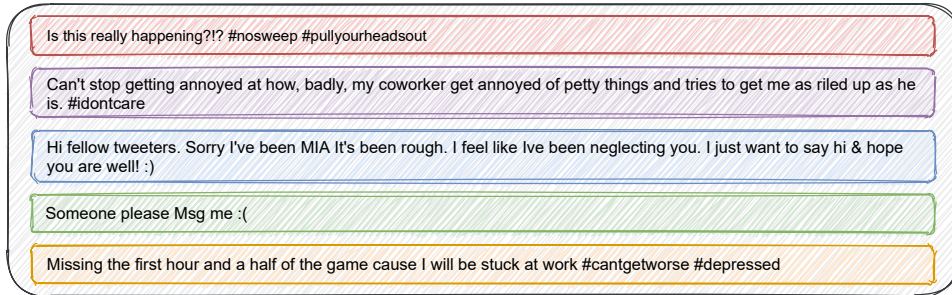 Is this really happening?!? #nosweep #pullyourheadsout
Can't stop getting annoyed at how, badly, my coworker get annoyed of petty things and tries to get me as riled up as he
is. #idontcare
Hi fellow tweeters. Sorry I've been MIA It's been rough. I feel like Ive been neglecting you. I just want to say hi & hope
you are well! :)
Someone please Msg me :(
Missing the first hour and a half of the game cause I will be stuck at work #cantgetworse #depressed